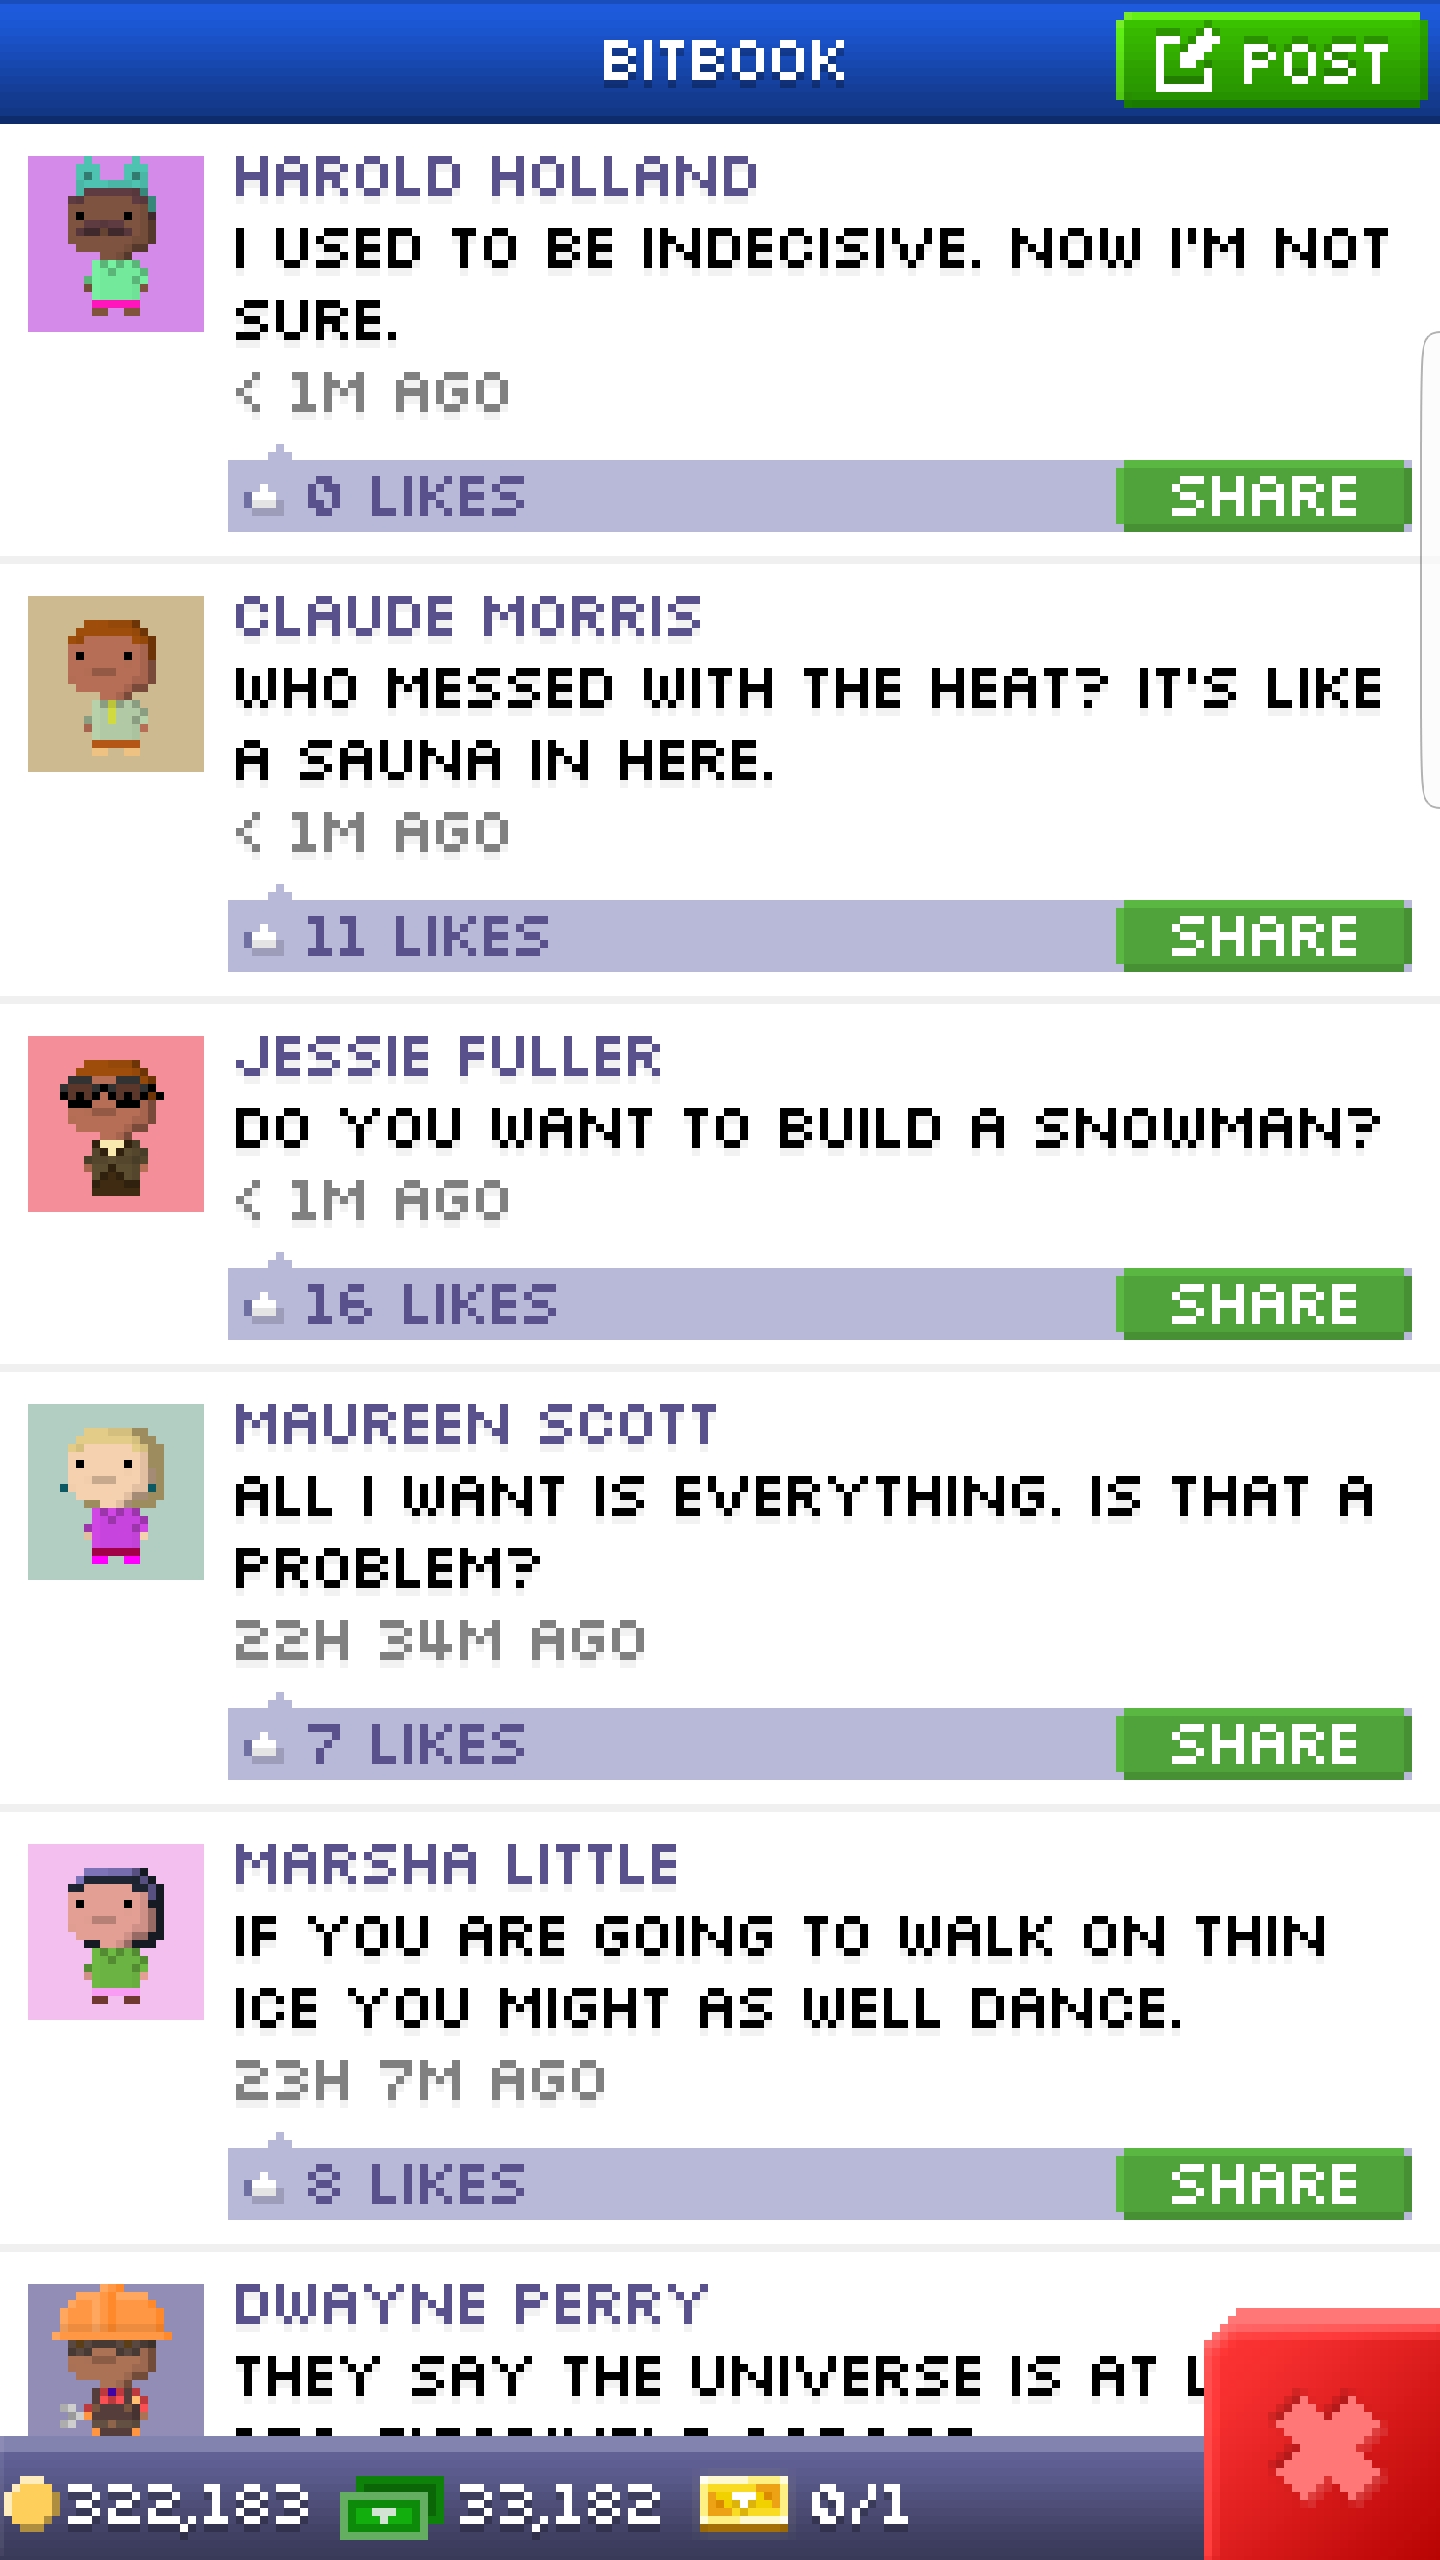 BITBOOK
POST
HAROLD HOLLAND
I USED TO BE INDECISIVE. NOW I'M NOT
SURE.
< 1M AGO
0 LIKES
SHARE
CLAUDE MORRIS
WHO MESSED WITH THE HEAT? IT'S LIKE
A SAUNA IN HERE.
< 1M AGO
11 LIKES
SHARE
JESSIE FULLER
DO YOU WANT TO BUILD A SNOWMAN?
< 1M AGO
16 LIKES
SHARE
MAUREEN SCOTT
ALL I WANT IS EVERYTHING. IS THAT A
PROBLEM?
22H 34M AGO
7 LIKES
SHARE
MARSHA LITTLE
IF YOU ARE GOING TO WALK ON THIN
ICE YOU MIGHT AS WELL DANCE.
23H 7M AGO
8 LIKES
SHARE
DWAYNE PERRY
THEY SAY THE UNIVERSE IS AT
322,183
33,182
0/1